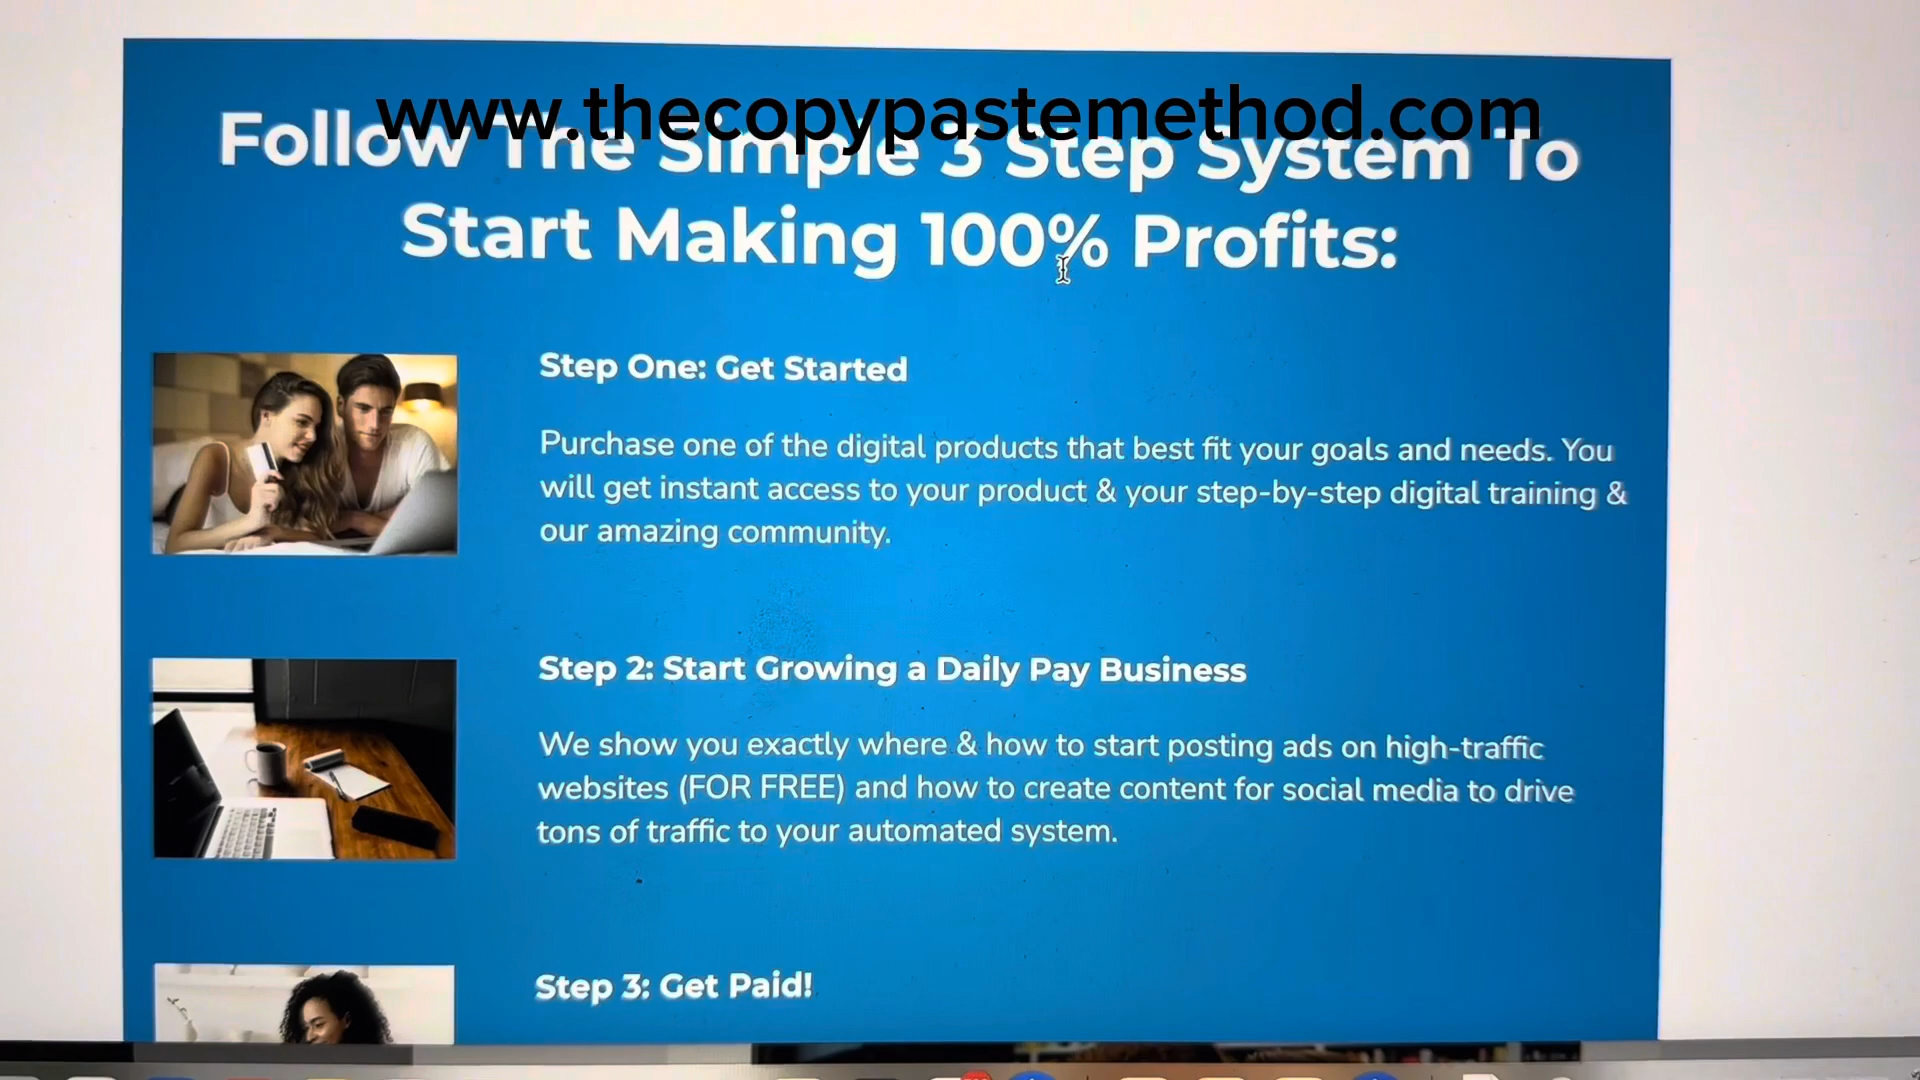 www.thecopypastemethod.com
Follow The Simple 3 Step System To
Start Making 100% Profits:
Step One: Get Started
Purchase one of the digital products that best fit your goals and needs. You
will get instant access to your product & your step-by-step digital training &
our amazing community.
Step 2: Start Growing a Daily Pay Business
We show you exactly where & how to start posting ads on high-traffic
websites (FOR FREE) and how to create content for social media to drive
tons of traffic to your automated system.
Step 3: Get Paid!